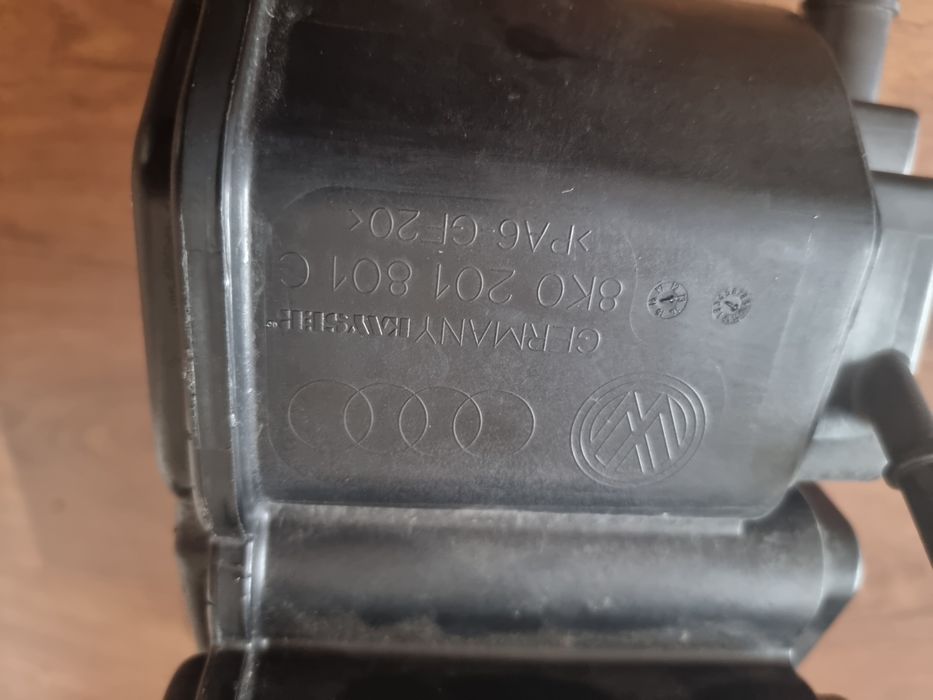 GERMANY KAYSER
8K0 201 801 C
>PA6-GF20<